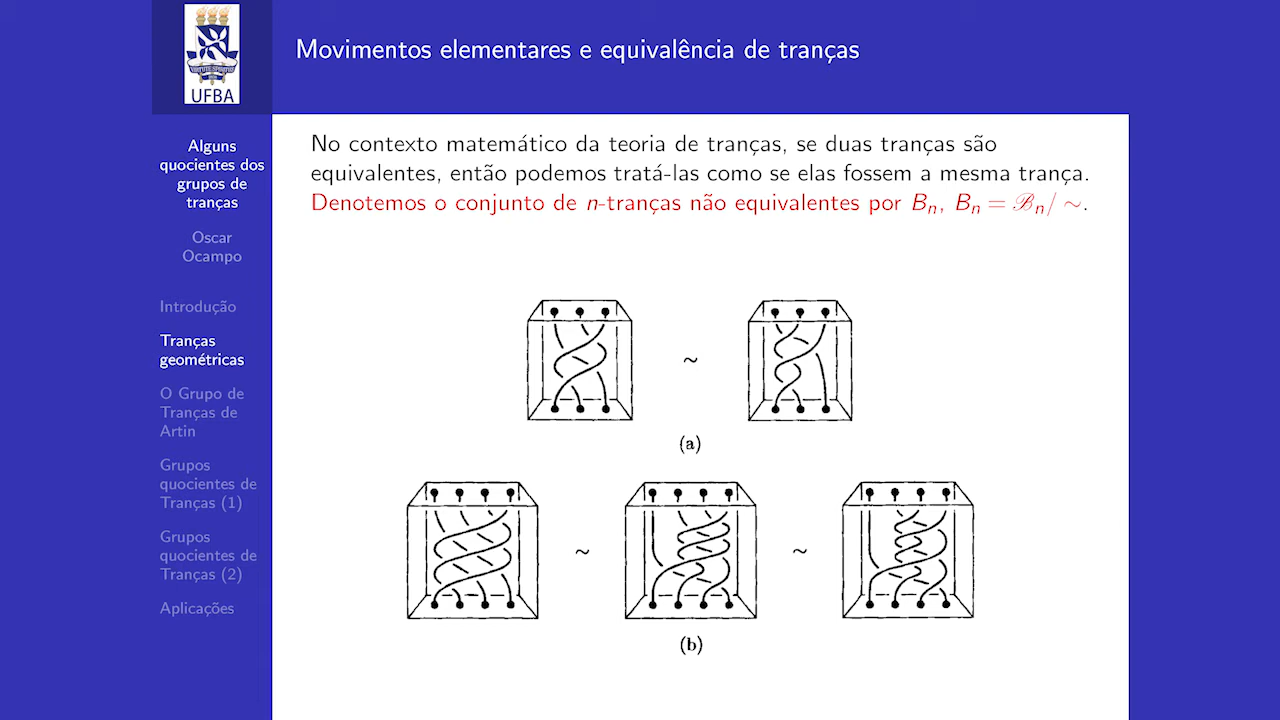 UFBA
Movimentos elementares e equivalência de tranças
Alguns
quocientes dos
grupos de
tranças
Oscar
Ocampo
Introdução
Tranças
geométricas
O Grupo de
Tranças de
Artin
Grupos
quocientes de
Tranças (1)
Grupos
quocientes de
Tranças (2)
Aplicações
No contexto matemático da teoria de tranças, se duas tranças são
equivalentes, então podemos tratá-las como se elas fossem a mesma trança.
Denotemos o conjunto de n-tranças não equivalentes por Bₙ, Bₙ = ℬₙ/ ∼.
∼
(a)
∼ ∼
(b)